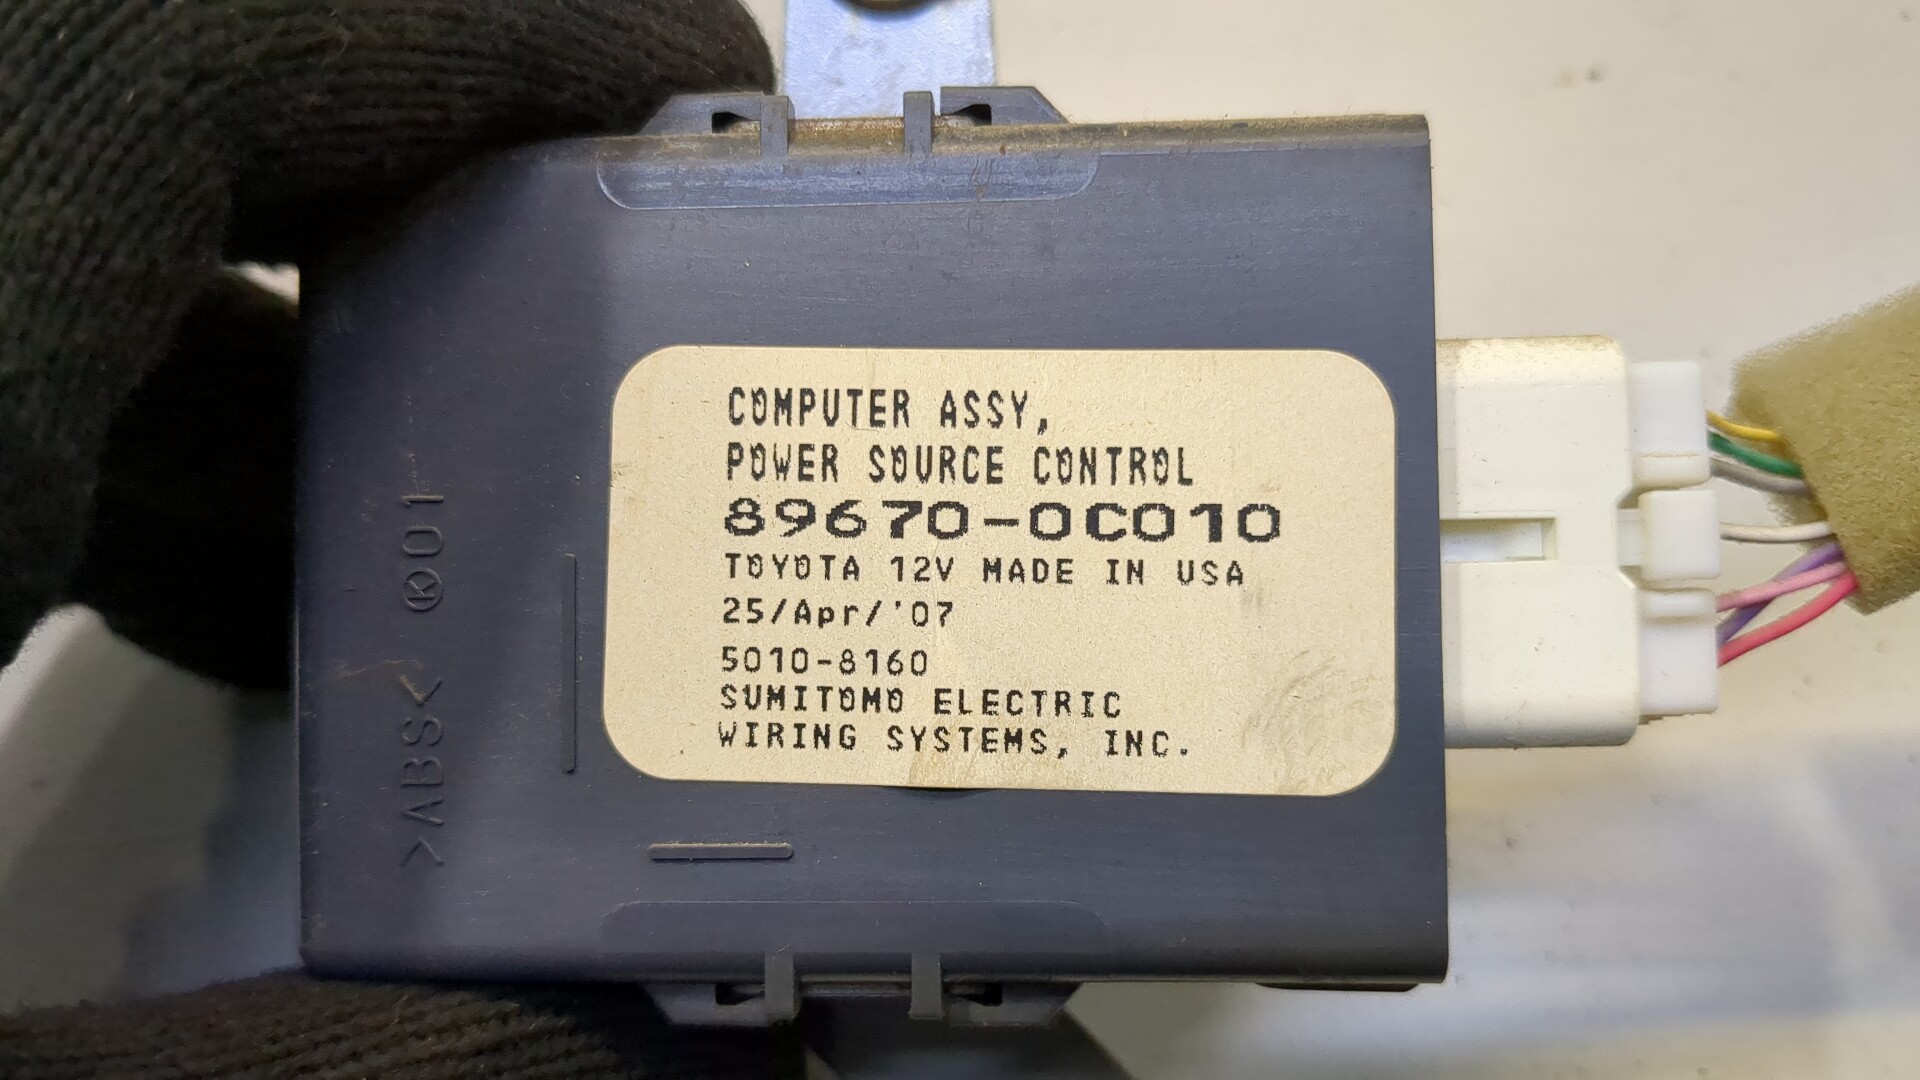 COMPUTER ASSY,
POWER SOURCE CONTROL
89670-0C010
TOYOTA 12V MADE IN USA
25/Apr/'07
5010-8160
SUMITOMO ELECTRIC
WIRING SYSTEMS, INC.
>ABS< Ⓚ001